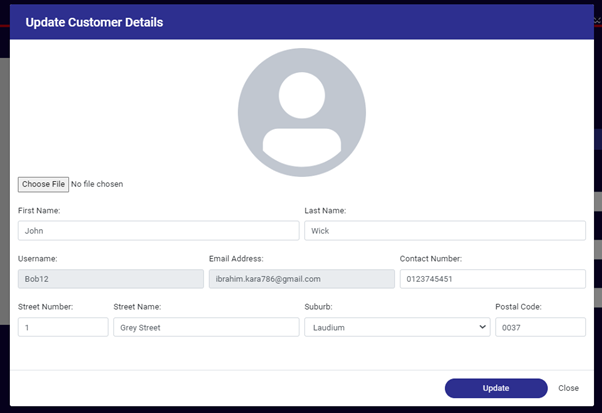 Update Customer Details
Choose File No file chosen
First Name: Last Name:
John Wick
Username: Email Address: Contact Number:
Bob12 ibrahim.kara786@gmail.com 0123745451
Street Number: Street Name: Suburb: Postal Code:
1 Grey Street Laudium 0037
Update Close